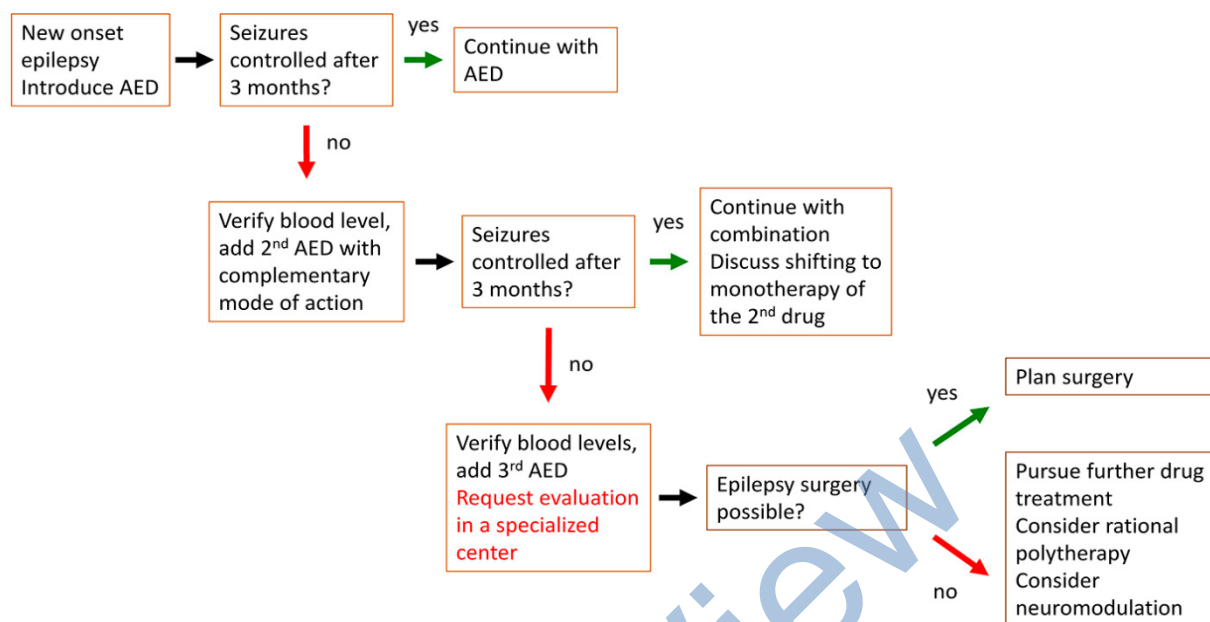 New onset
epilepsy
Introduce AED
Seizures
controlled after
3 months?
yes
Continue with
AED
no
Verify blood level,
add 2nd AED with
complementary
mode of action
Seizures
controlled after
3 months?
yes
Continue with
combination
Discuss shifting to
monotherapy of
the 2nd drug
no
Verify blood levels,
add 3rd AED
Request evaluation
in a specialized
center
Epilepsy surgery
possible?
yes
Plan surgery
no
Pursue further drug
treatment
Consider rational
polytherapy
Consider
neuromodulation
view